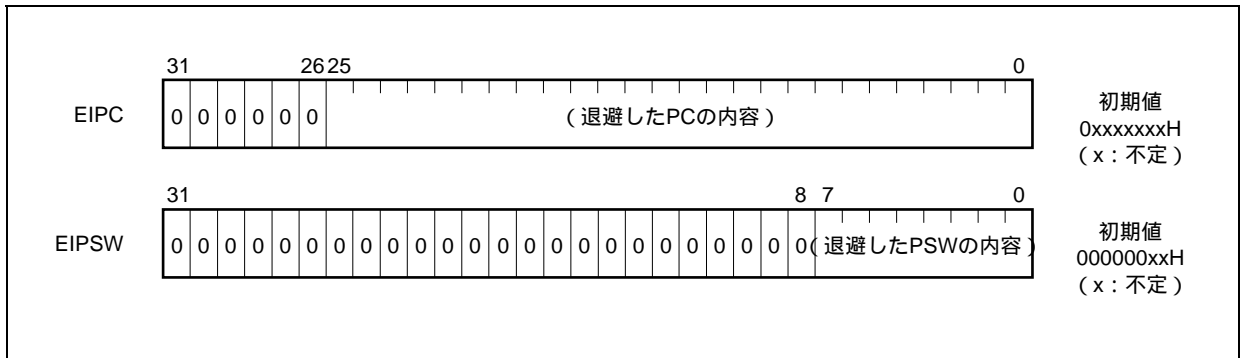 31 26 25 0
EIPC 0 0 0 0 0 0 (退避したPCの内容) 初期値
0xxxxxxxH
(x:不定)
31 8 7 0
EIPSW 0 0 0 0 0 0 0 0 0 0 0 0 0 0 0 0 0 0 0 0 0 0 0 0 (退避したPSWの内容) 初期値
000000xxH
(x:不定)